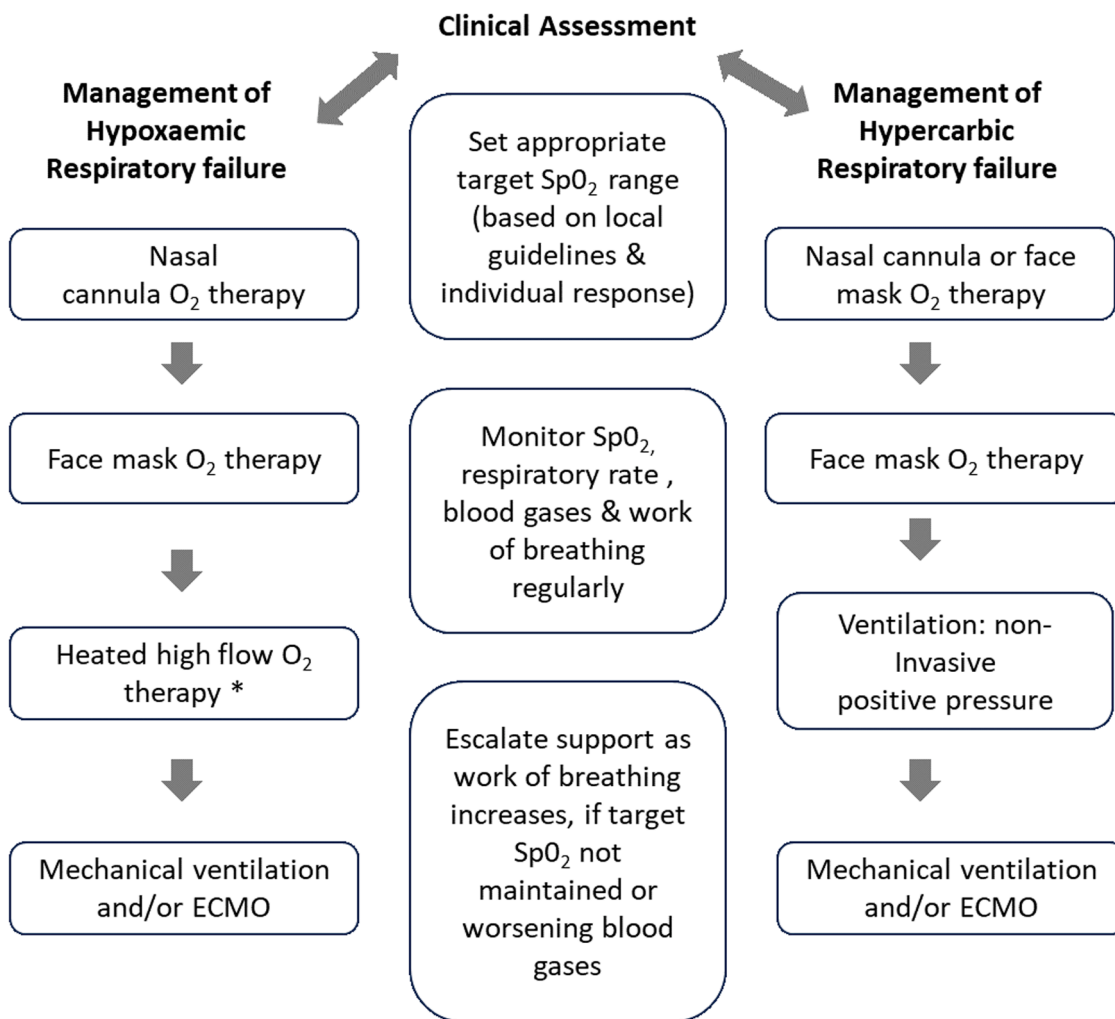 Clinical Assessment
Management of
Hypoxaemic
Respiratory failure
Nasal
cannula O₂ therapy
Face mask O₂ therapy
Heated high flow O₂
therapy *
Mechanical ventilation
and/or ECMO
Set appropriate
target Sp0₂ range
(based on local
guidelines &
individual response)
Monitor Sp0₂,
respiratory rate ,
blood gases & work
of breathing
regularly
Escalate support as
work of breathing
increases, if target
Sp0₂ not
maintained or
worsening blood
gases
Management of
Hypercarbic
Respiratory failure
Nasal cannula or face
mask O₂ therapy
Face mask O₂ therapy
Ventilation: non-
Invasive
positive pressure
Mechanical ventilation
and/or ECMO